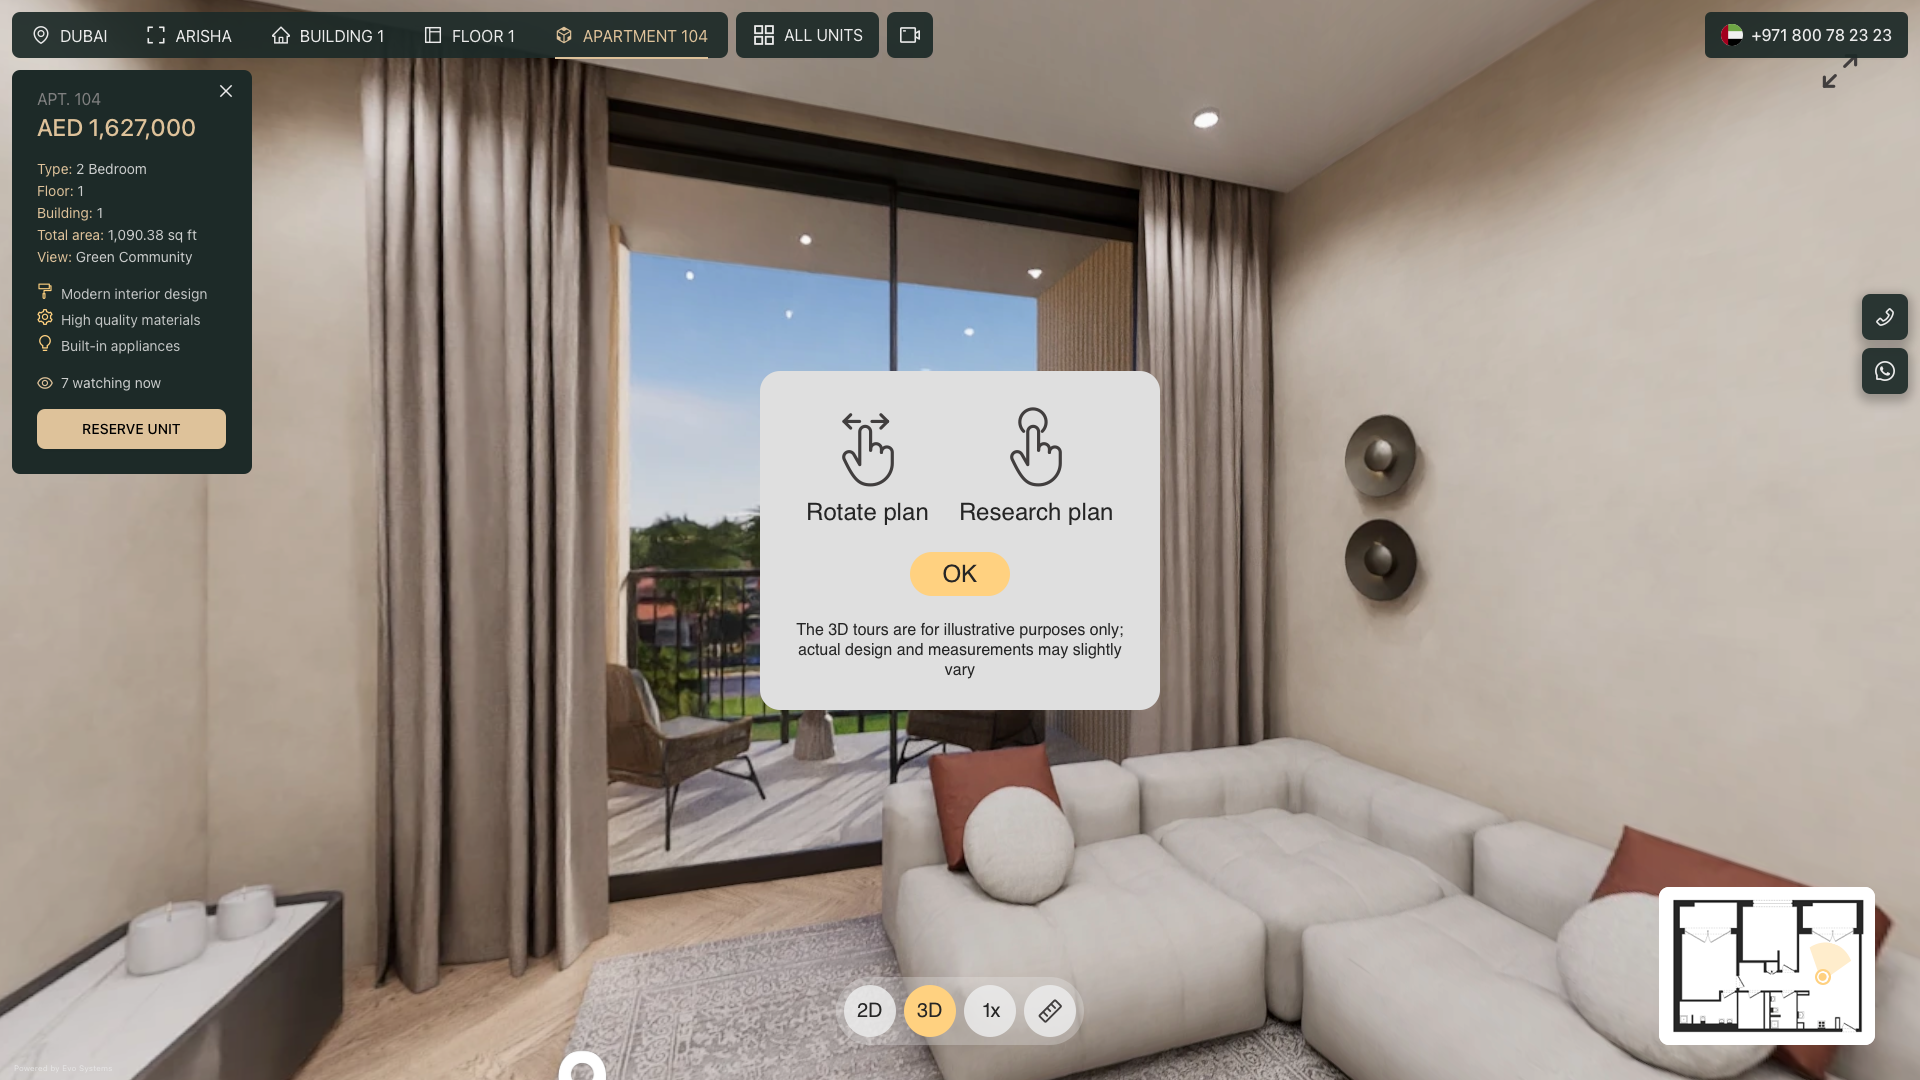 DUBAI
ARISHA
BUILDING 1
FLOOR 1
APARTMENT 104
ALL UNITS
+971 800 78 23 23
APT. 104
AED 1,627,000
Type: 2 Bedroom
Floor: 1
Building: 1
Total area: 1,090.38 sq ft
View: Green Community
Modern interior design
High quality materials
Built-in appliances
7 watching now
RESERVE UNIT
Rotate plan
Research plan
OK
The 3D tours are for illustrative purposes only;
actual design and measurements may slightly
vary
2D
3D
1x
Powered by Evo Systems